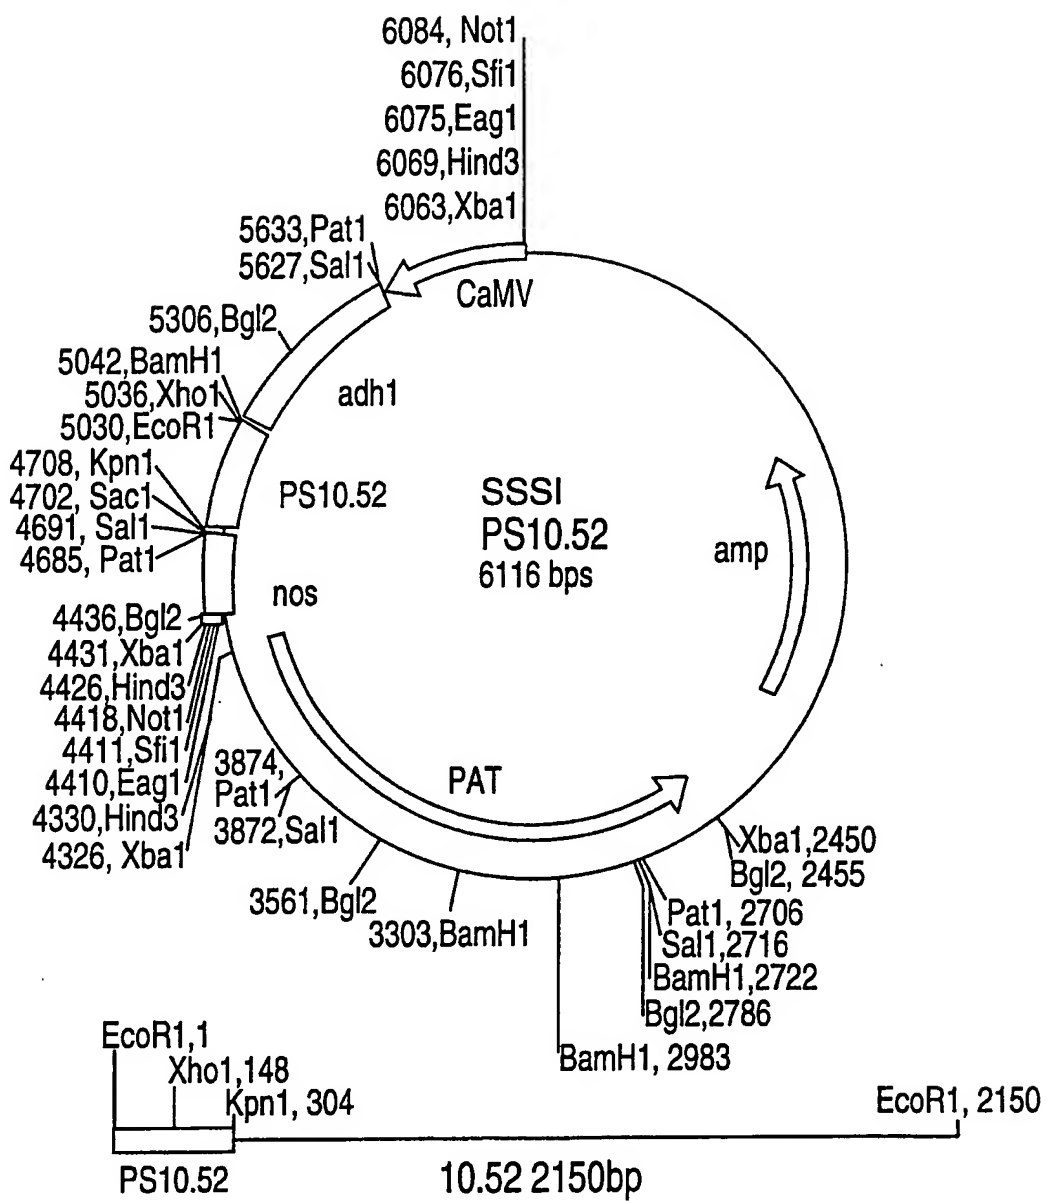 6084, Not1
6076,Sfi1
6075,Eag1
6069,Hind3
6063,Xba1
5633,Pat1
5627,Sal1
CaMV
5306,Bgl2
5042,BamH1
5036,Xho1
5030,EcoR1
adh1
4708, Kpn1
4702, Sac1
4691, Sal1
4685, Pat1
PS10.52
SSSI
PS10.52
6116 bps
amp
nos
4436,Bgl2
4431,Xba1
4426,Hind3
4418,Not1
4411,Sfi1
4410,Eag1
4330,Hind3
4326, Xba1
3874,
Pat1
3872,Sal1
PAT
3561,Bgl2
3303,BamH1
Xba1,2450
Bgl2, 2455
Pat1, 2706
Sal1,2716
BamH1,2722
Bgl2,2786
BamH1, 2983
EcoR1,1
Xho1,148
Kpn1, 304
EcoR1, 2150
PS10.52
10.52 2150bp